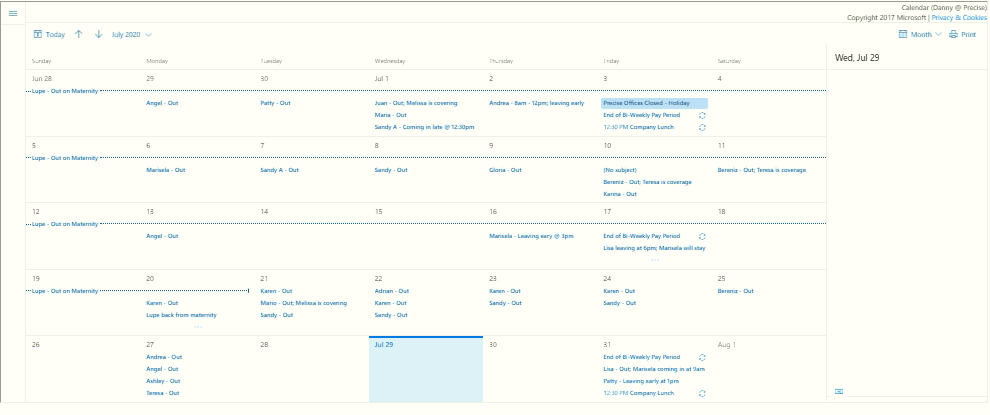 Calendar (Danny @ Precise)
Copyright 2017 Microsoft | Privacy & Cookies
Today July 2020 Month Print
Wed, Jul 29
Sunday Monday Tuesday Wednesday Thursday Friday Saturday
Jun 28 29 30 Jul 1 2 3 4
Lupe - Out on Maternity
Angel - Out Patty - Out Juan - Out; Melissa is covering Andrea - 8am - 12pm; leaving early Precise Offices Closed - Holiday
Maria - Out End of Bi-Weekly Pay Period
Sandy A - Coming in late @ 12:30pm 12:30 PM Company Lunch
5 6 7 8 9 10 11
Lupe - Out on Maternity
Marisela - Out Sandy A - Out Sandy - Out Gloria - Out (No subject) Bereniz - Out; Teresa is coverage
Bereniz - Out; Teresa is coverage
Karina - Out
12 13 14 15 16 17 18
Lupe - Out on Maternity
Angel - Out Marisela - Leaving eary @ 3pm End of Bi-Weekly Pay Period
Lisa leaving at 6pm; Marisela will stay
...
19 20 21 22 23 24 25
Lupe - Out on Maternity Karen - Out Adrian - Out Karen - Out Karen - Out Bereniz - Out
Karen - Out Mario - Out; Melissa is covering Karen - Out Sandy - Out Sandy - Out
Lupe back from maternity Sandy - Out Sandy - Out
...
26 27 28 Jul 29 30 31 Aug 1
Andrea - Out End of Bi-Weekly Pay Period
Angel - Out Lisa - Out; Marisela coming in at 9am
Ashley - Out Patty - Leaving early at 1pm
Teresa - Out 12:30 PM Company Lunch